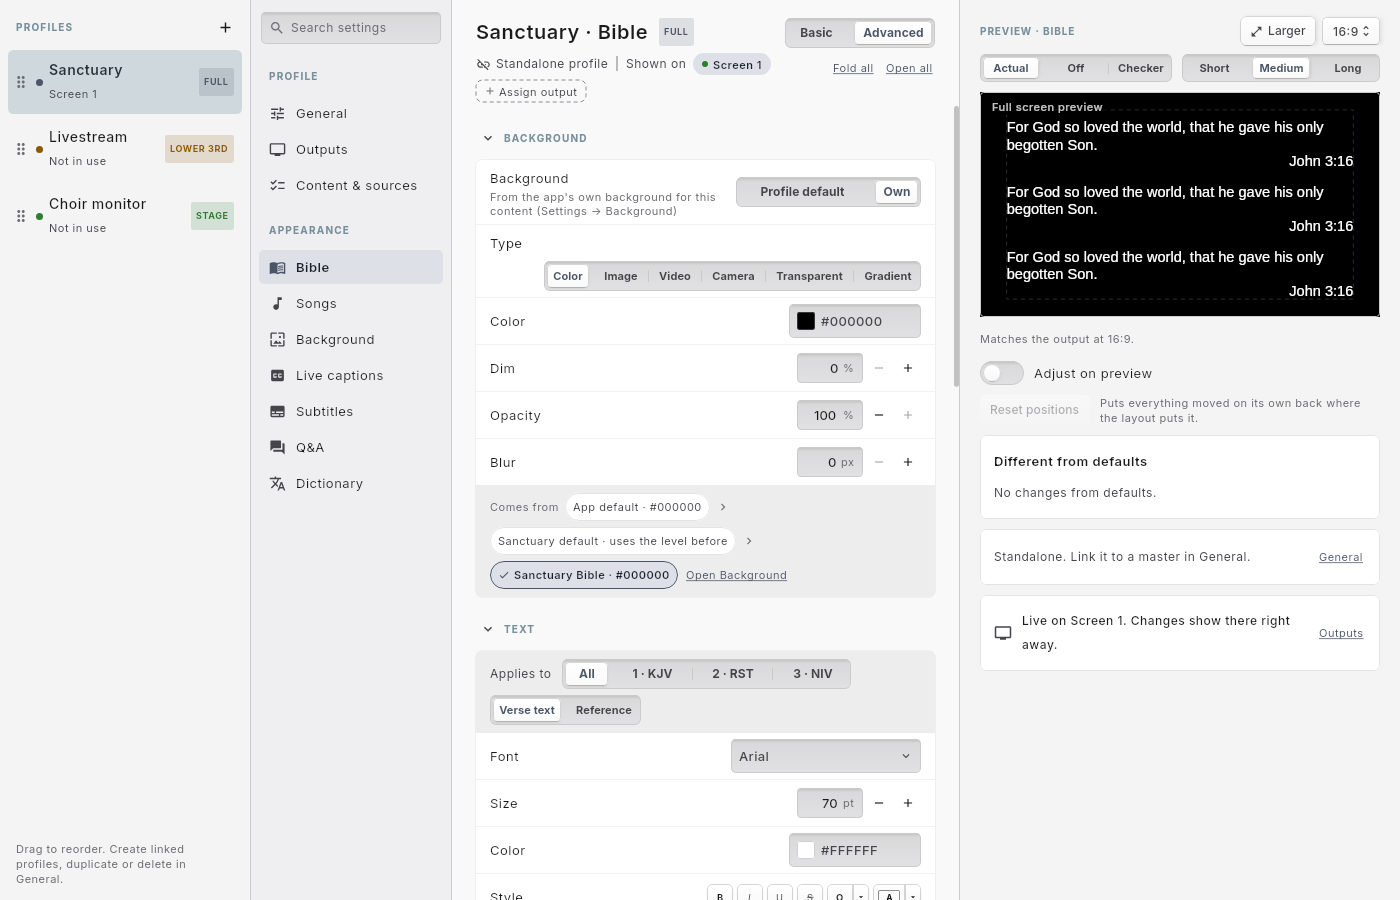 PROFILES
Sanctuary
Screen 1
FULL
Livestream
Not in use
LOWER 3RD
Choir monitor
Not in use
STAGE
Drag to reorder. Create linked
profiles, duplicate or delete in
General.
Search settings
PROFILE
General
Outputs
Content & sources
APPEARANCE
Bible
Songs
Background
Live captions
Subtitles
Q&A
Dictionary
Sanctuary · Bible FULL
Basic Advanced
Standalone profile | Shown on Screen 1
Fold all Open all
+ Assign output
BACKGROUND
Background
From the app's own background for this
content (Settings → Background)
Profile default Own
Type
Color Image Video Camera Transparent Gradient
Color #000000
Dim 0 % − +
Opacity 100 % − +
Blur 0 px − +
Comes from App default · #000000
Sanctuary default · uses the level before
Sanctuary Bible · #000000 Open Background
TEXT
Applies to All 1 · KJV 2 · RST 3 · NIV
Verse text Reference
Font Arial
Size 70 pt − +
Color #FFFFFF
Style B I U S O A
PREVIEW · BIBLE
Larger 16:9
Actual Off Checker Short Medium Long
Full screen preview
For God so loved the world, that he gave his only
begotten Son.
John 3:16
For God so loved the world, that he gave his only
begotten Son.
John 3:16
For God so loved the world, that he gave his only
begotten Son.
John 3:16
Matches the output at 16:9.
Adjust on preview
Reset positions
Puts everything moved on its own back where
the layout puts it.
Different from defaults
No changes from defaults.
Standalone. Link it to a master in General. General
Live on Screen 1. Changes show there right
away.
Outputs